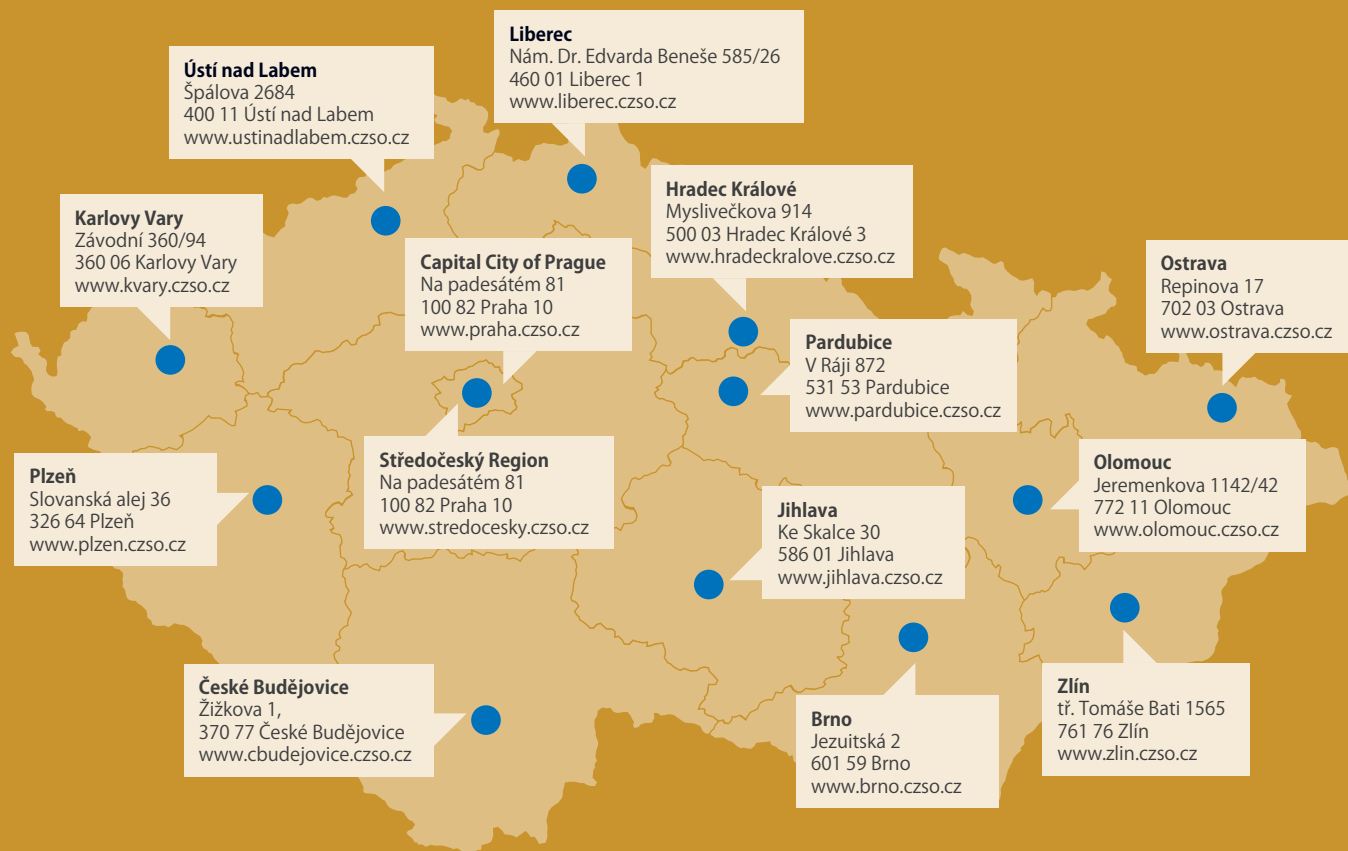 Liberec
Nám. Dr. Edvarda Beneše 585/26
460 01 Liberec 1
www.liberec.czso.cz
Ústí nad Labem
Špálova 2684
400 11 Ústí nad Labem
www.ustinadlabem.czso.cz
Hradec Králové
Myslivečkova 914
500 03 Hradec Králové 3
www.hradeckralove.czso.cz
Karlovy Vary
Závodní 360/94
360 06 Karlovy Vary
www.kvary.czso.cz
Capital City of Prague
Na padesátém 81
100 82 Praha 10
www.praha.czso.cz
Ostrava
Repinova 17
702 03 Ostrava
www.ostrava.czso.cz
Pardubice
V Ráji 872
531 53 Pardubice
www.pardubice.czso.cz
Středočeský Region
Na padesátém 81
100 82 Praha 10
www.stredocesky.czso.cz
Plzeň
Slovanská alej 36
326 64 Plzeň
www.plzen.czso.cz
Olomouc
Jeremenkova 1142/42
772 11 Olomouc
www.olomouc.czso.cz
Jihlava
Ke Skalce 30
586 01 Jihlava
www.jihlava.czso.cz
České Budějovice
Žižkova 1,
370 77 České Budějovice
www.cbudejovice.czso.cz
Brno
Jezuitská 2
601 59 Brno
www.brno.czso.cz
Zlín
tř. Tomáše Bati 1565
761 76 Zlín
www.zlin.czso.cz